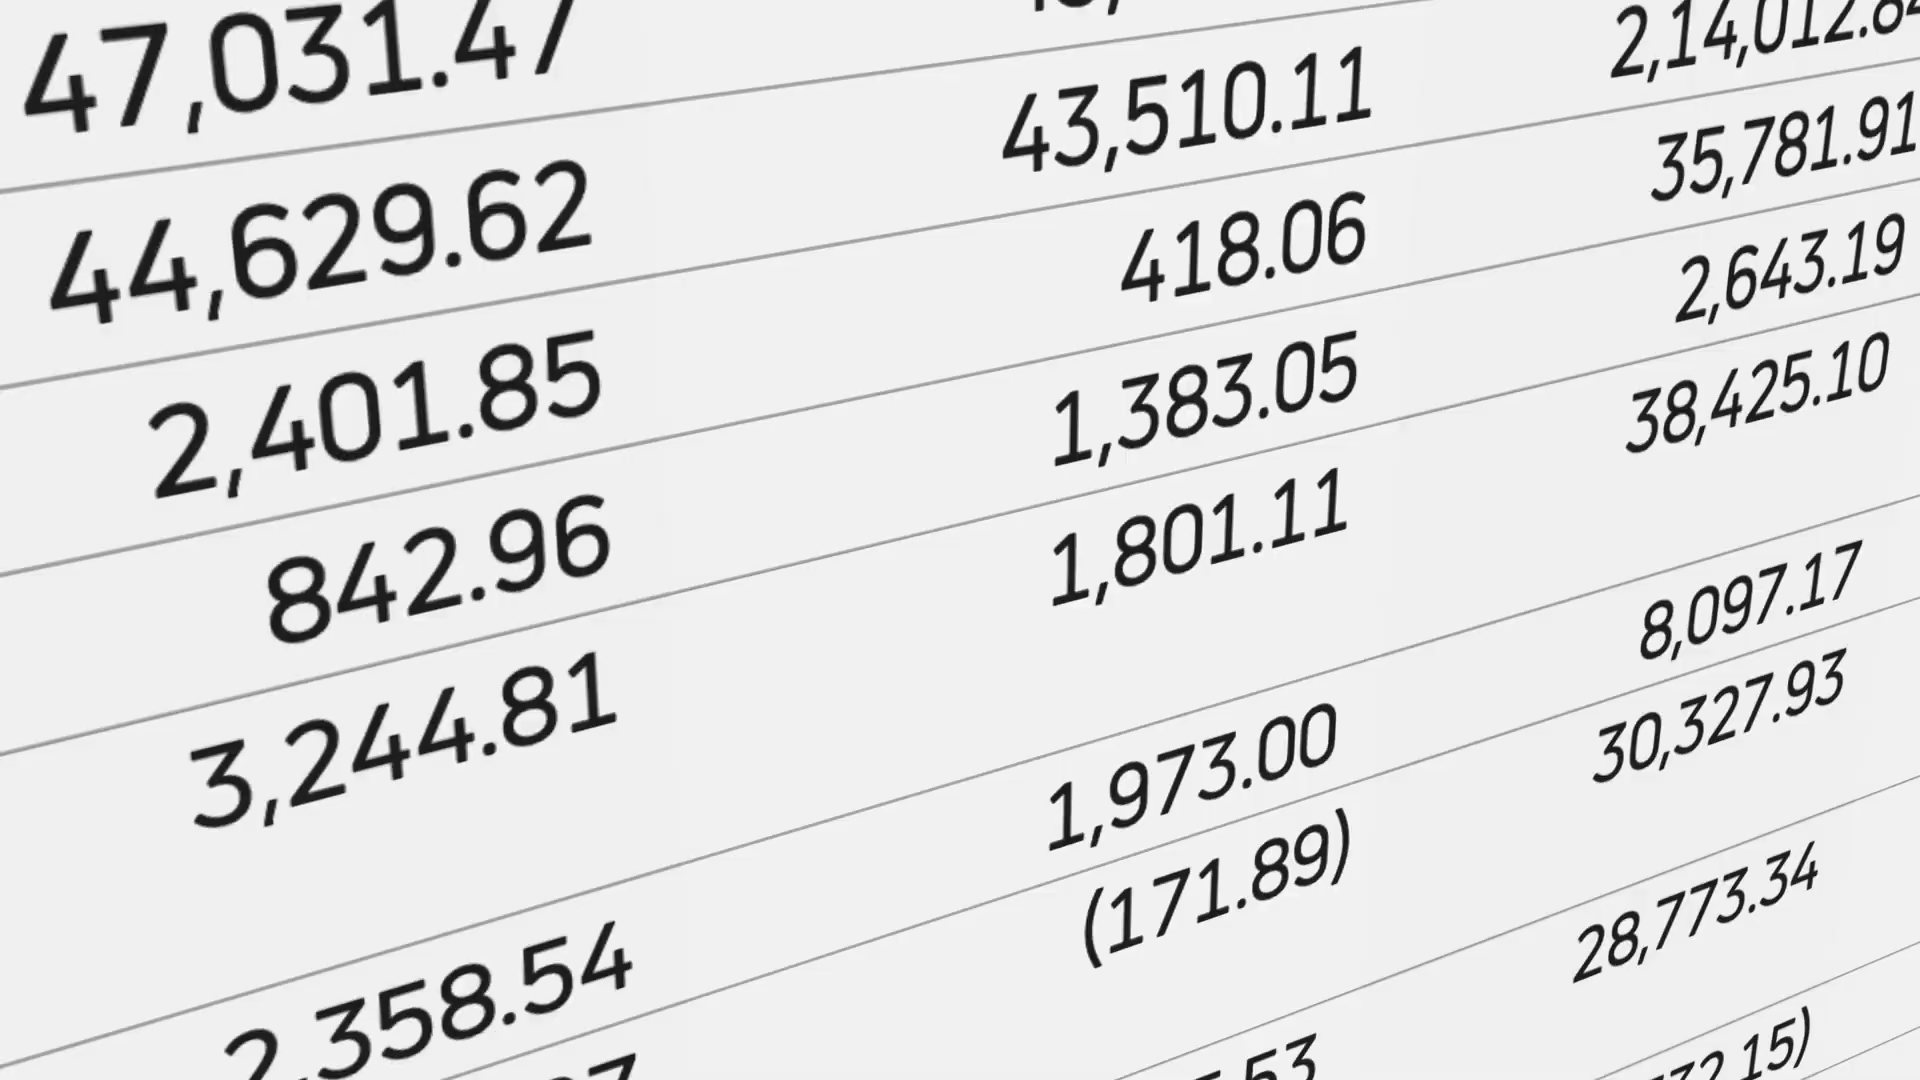 47,031.47
44,629.62 43,510.11 2,14,012.84
2,401.85 418.06 35,781.91
842.96 1,383.05 2,643.19
3,244.81 1,801.11 38,425.10
2,358.54 1,973.00 8,097.17
(171.89) 30,327.93
28,773.34